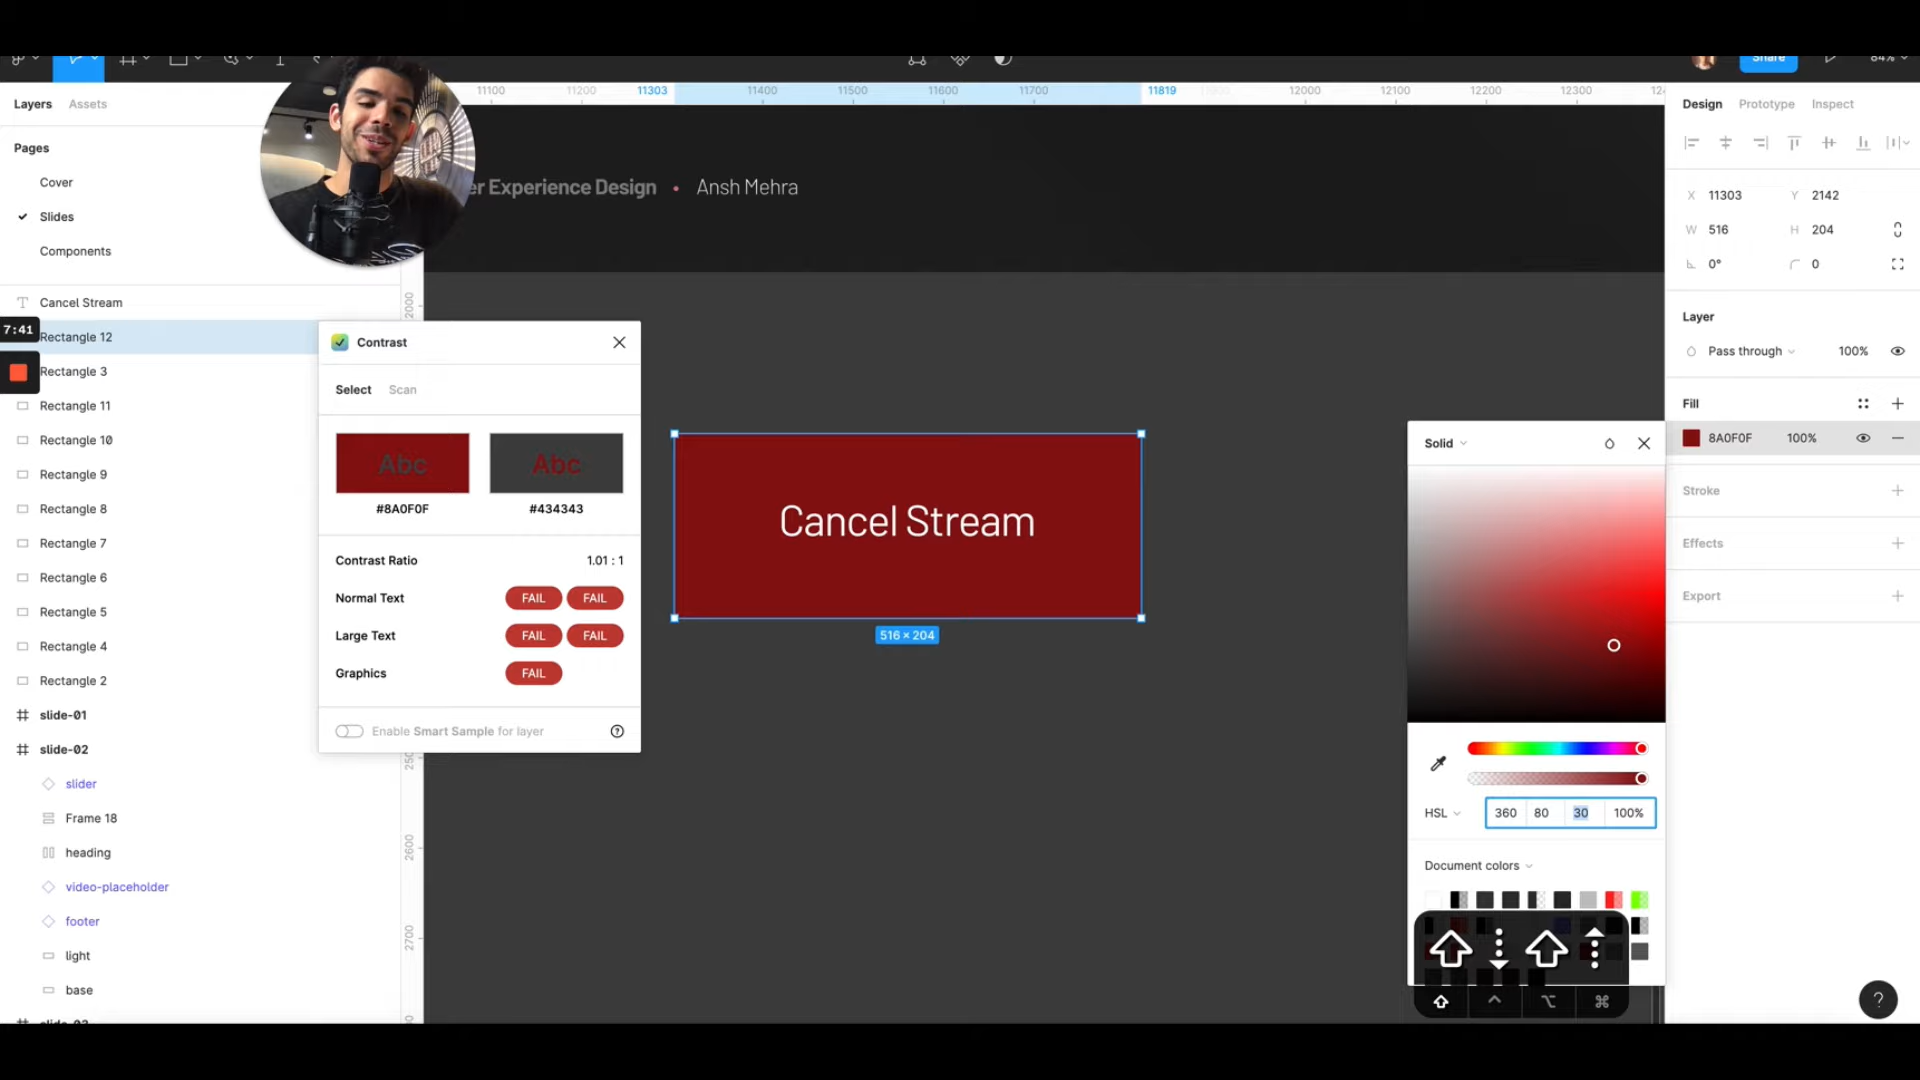 Share
84%
Layers
Assets
11100
11200
11303
11400
11500
11600
11700
11819
12000
12100
12200
12300
Design
Prototype
Inspect
Pages
Cover
Slides
Components
er Experience Design • Ansh Mehra
X 11303
Y 2142
W 516
H 204
0°
0
Cancel Stream
7:41
Rectangle 12
Rectangle 3
Rectangle 11
Rectangle 10
Rectangle 9
Rectangle 8
Rectangle 7
Rectangle 6
Rectangle 5
Rectangle 4
Rectangle 2
slide-01
slide-02
slider
Frame 18
heading
video-placeholder
footer
light
base
2000
2600
2700
Contrast
Select
Scan
Abc
Abc
#8A0F0F
#434343
Contrast Ratio
1.01 : 1
Normal Text
FAIL
FAIL
Large Text
FAIL
FAIL
Graphics
FAIL
Enable Smart Sample for layer
?
Cancel Stream
516 × 204
Layer
Pass through
100%
Fill
8A0F0F
100%
Stroke
Effects
Export
Solid
HSL
360
80
30
100%
Document colors
?